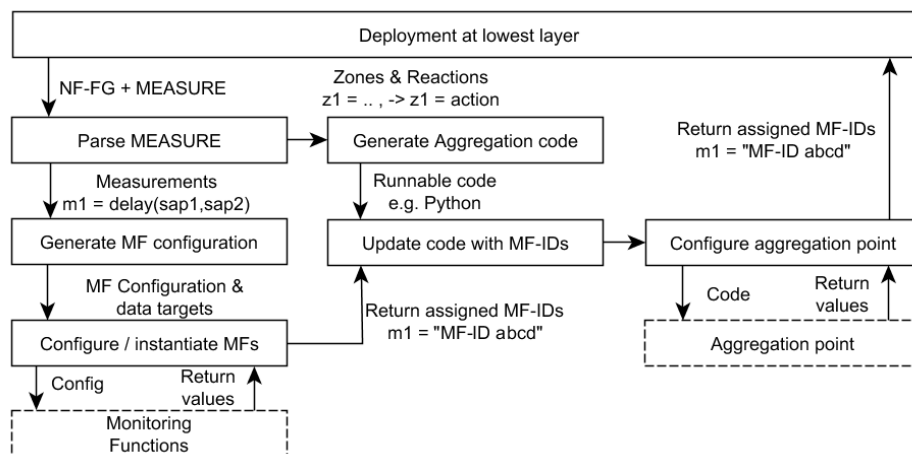 Deployment at lowest layer
NF-FG + MEASURE
Zones & Reactions
z1 = .. , -> z1 = action
Parse MEASURE
Generate Aggregation code
Return assigned MF-IDs
m1 = "MF-ID abcd"
Measurements
m1 = delay(sap1,sap2)
Runnable code
e.g. Python
Generate MF configuration
Update code with MF-IDs
Configure aggregation point
MF Configuration &
data targets
Return assigned MF-IDs
m1 = "MF-ID abcd"
Code
Return
values
Configure / instantiate MFs
Aggregation point
Config
Return
values
Monitoring
Functions